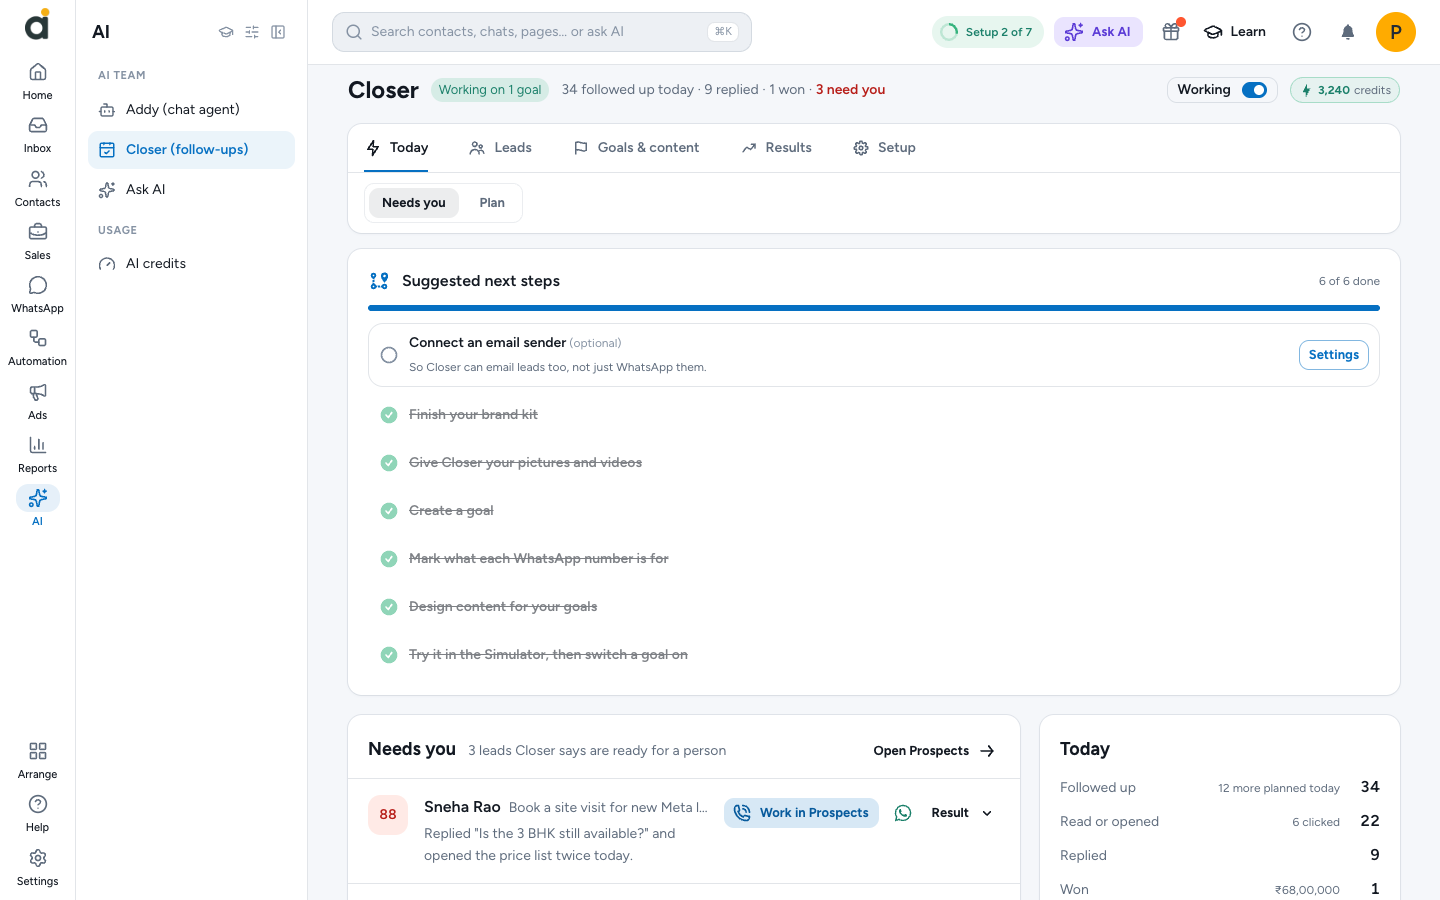 AI
Search contacts, chats, pages... or ask AI
⌘K
Setup 2 of 7
Ask AI
Learn
P
Home
Inbox
Contacts
Sales
WhatsApp
Automation
Ads
Reports
AI
Arrange
Help
Settings
AI TEAM
Addy (chat agent)
Closer (follow-ups)
Ask AI
USAGE
AI credits
Closer
Working on 1 goal
34 followed up today · 9 replied · 1 won · 3 need you
Working
3,240 credits
Today
Leads
Goals & content
Results
Setup
Needs you
Plan
Suggested next steps
6 of 6 done
Connect an email sender (optional)
So Closer can email leads too, not just WhatsApp them.
Settings
Finish your brand kit
Give Closer your pictures and videos
Create a goal
Mark what each WhatsApp number is for
Design content for your goals
Try it in the Simulator, then switch a goal on
Needs you
3 leads Closer says are ready for a person
Open Prospects
88
Sneha Rao
Book a site visit for new Meta l...
Replied "Is the 3 BHK still available?" and
opened the price list twice today.
Work in Prospects
Result
Today
Followed up 12 more planned today 34
Read or opened 6 clicked 22
Replied 9
Won ₹68,00,000 1